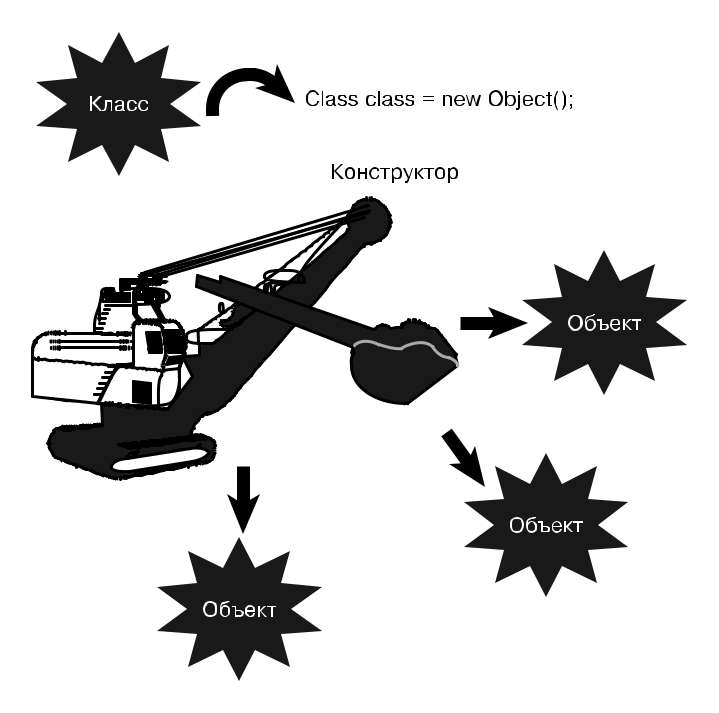 Класс
Class class = new Object();
Конструктор
Объект
Объект
Объект